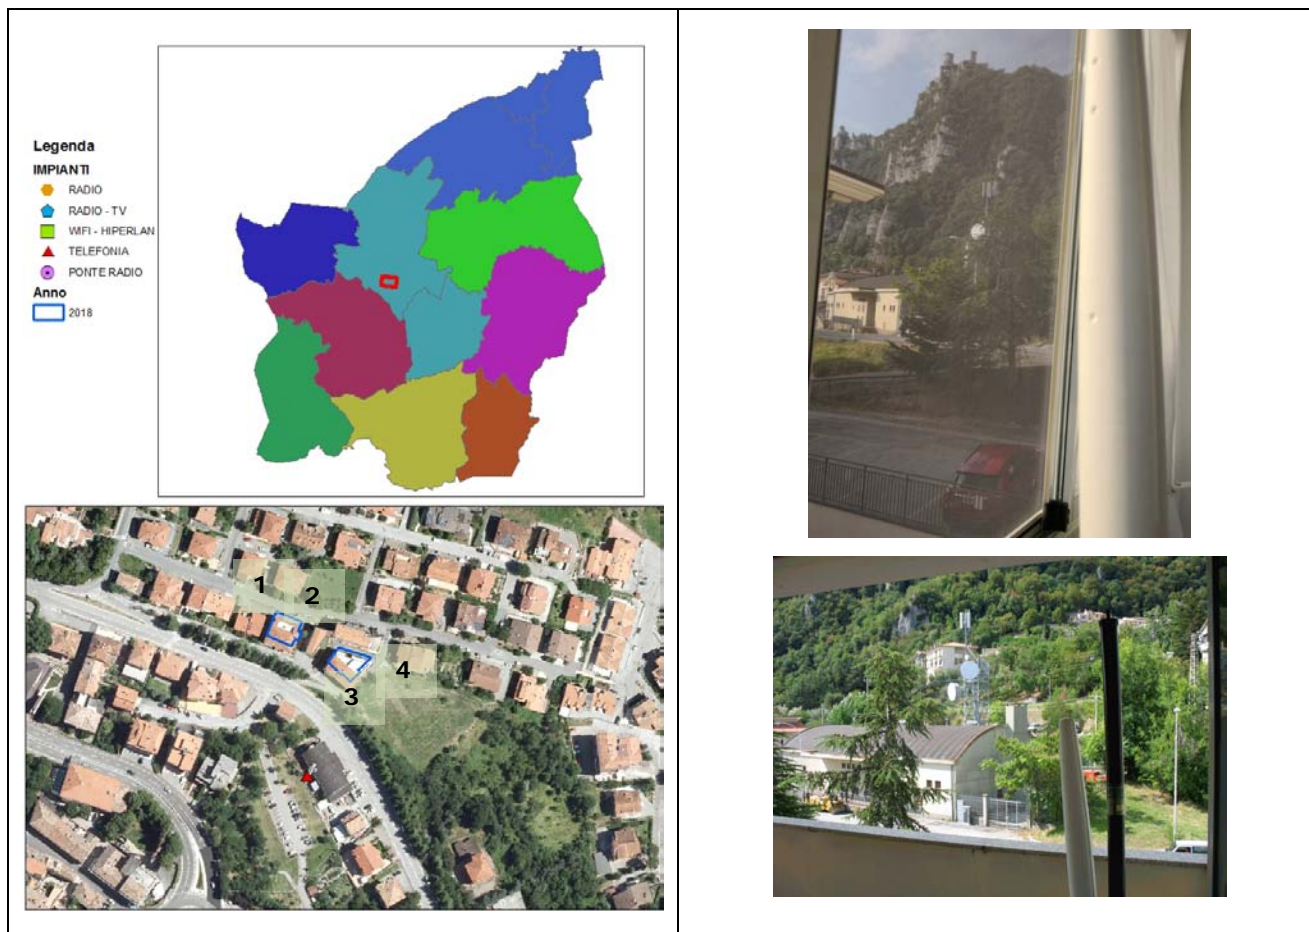 Legenda
IMPIANTI
RADIO
RADIO - TV
WIFI - HIPERLAN
TELEFONIA
PONTE RADIO
Anno
2018
1
2
3
4